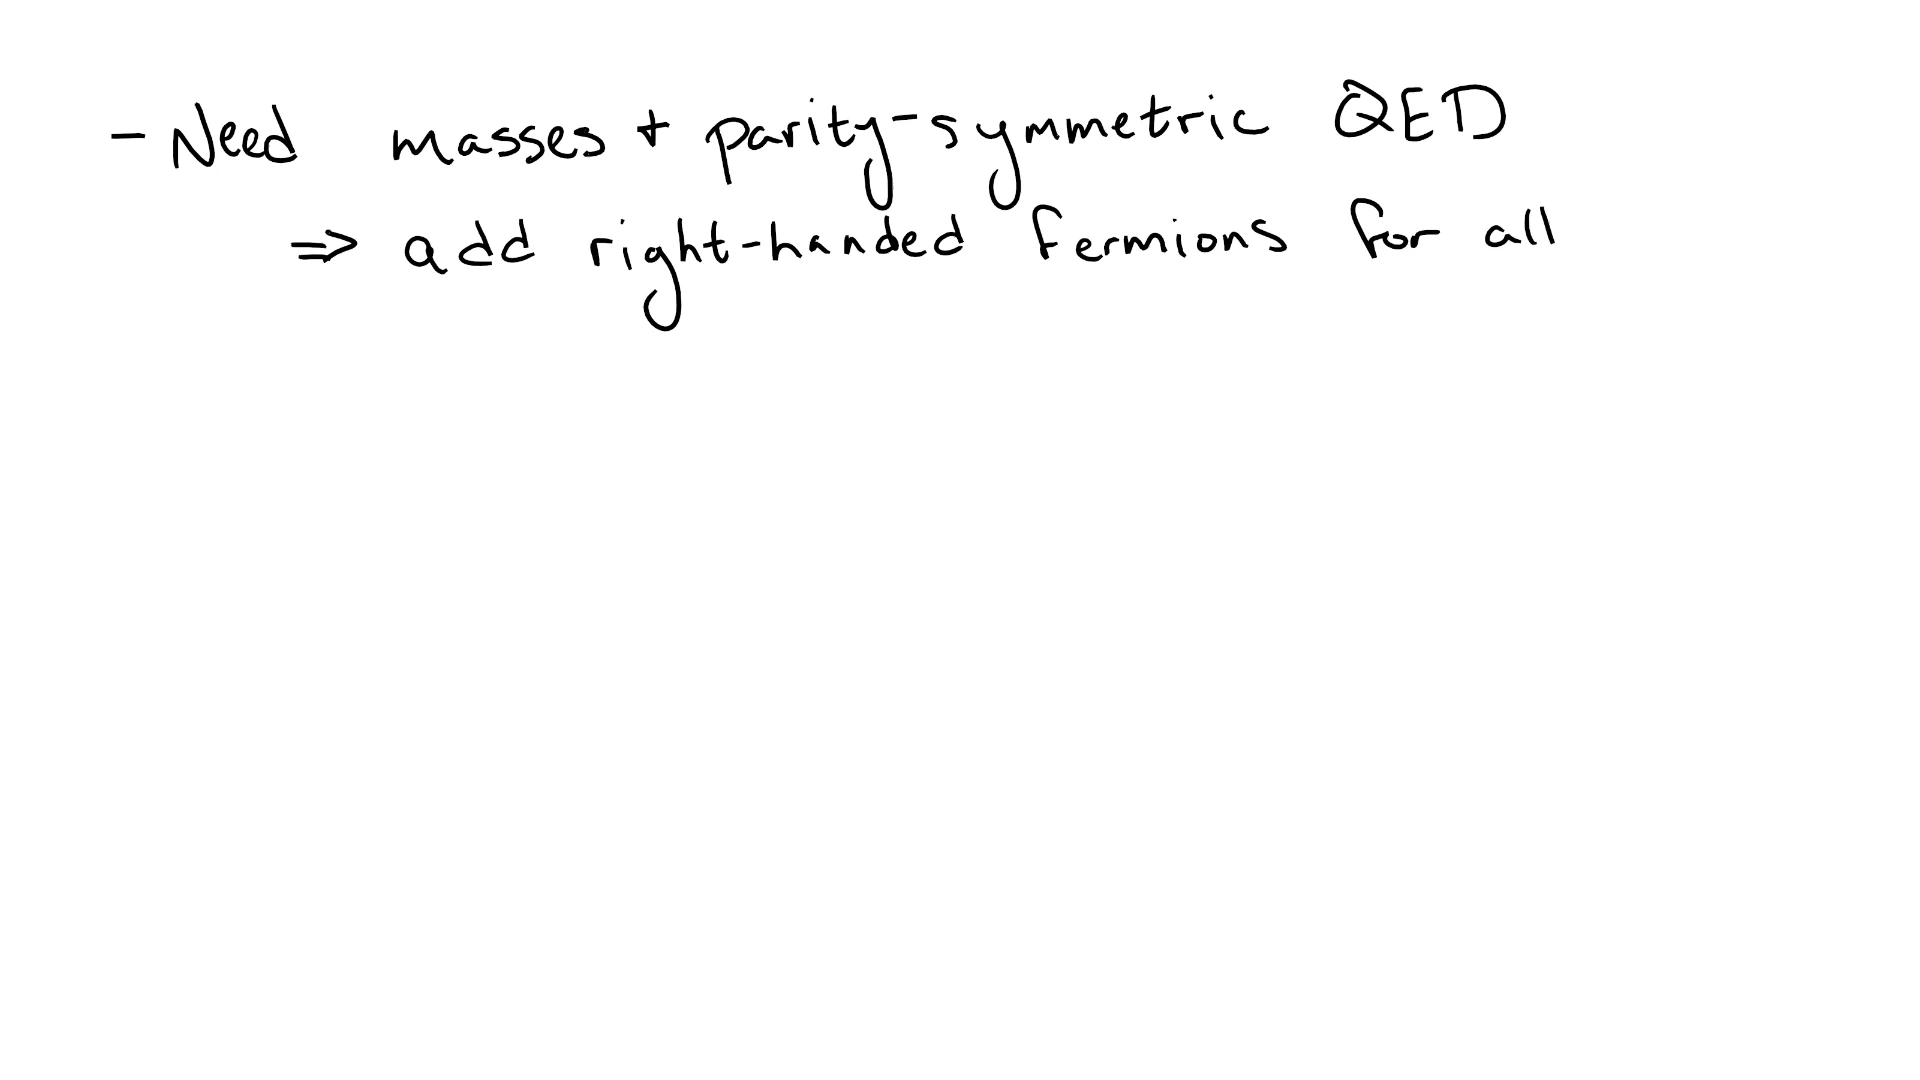 - Need masses + parity-symmetric QED
⇒ add right-handed fermions for all